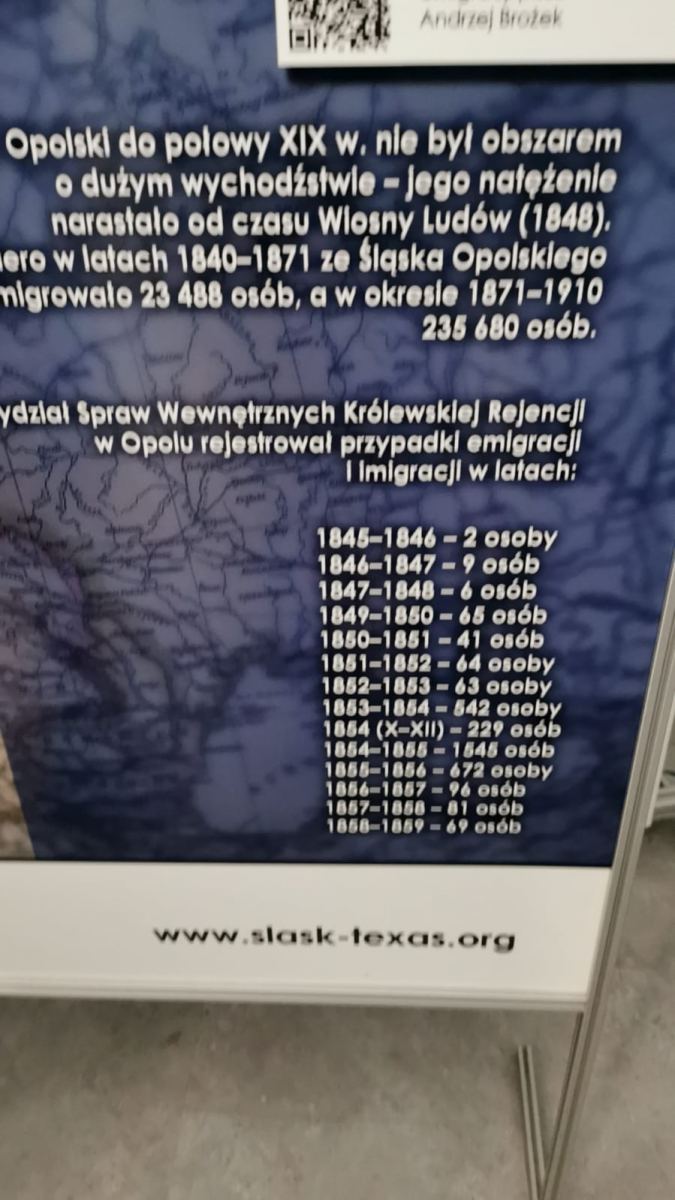 Andrzej Brożek
Opolski do połowy XIX w. nie był obszarem
o dużym wychodźstwie – jego natężenie
narastało od czasu Wiosny Ludów (1848).
w latach 1840–1871 ze Śląska Opolskiego
23 488 osób, a w okresie 1871–1910
235 680 osób.
Spraw Wewnętrznych Królewskiej Rejencji
w Opolu rejestrował przypadki emigracji
i imigracji w latach:
1845–1846 – 2 osoby
1846–1847 – 9 osób
1847–1848 – 6 osób
1849–1850 – 65 osób
1850–1851 – 41 osób
1851–1852 – 64 osoby
1852–1853 – 63 osoby
1853–1854 – 542 osoby
1854 (X–XII) – 229 osób
1854–1855 – 1545 osób
1855–1856 – 672 osoby
1856–1857 – 96 osób
1857–1858 – 81 osób
1858–1859 – 69 osób
www.slask-texas.org